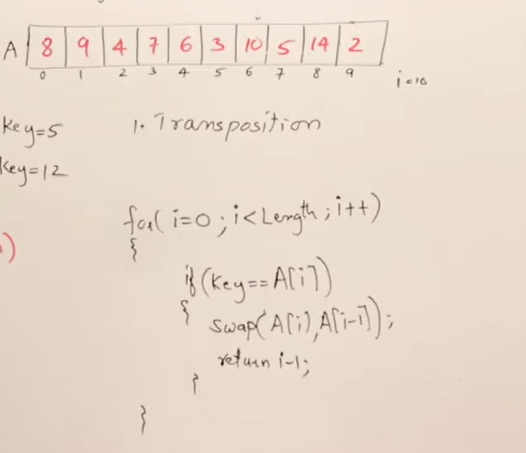 A 8 9 4 7 6 3 10 5 14 2
0 1 2 3 4 5 6 7 8 9 i=10
Key=5 1. Transposition
Key=12
for( i=0 ; i<Length ; i++)
{
)
if (Key==A[i])
{ swap(A[i],A[i-1]);
return i-1;
}
}